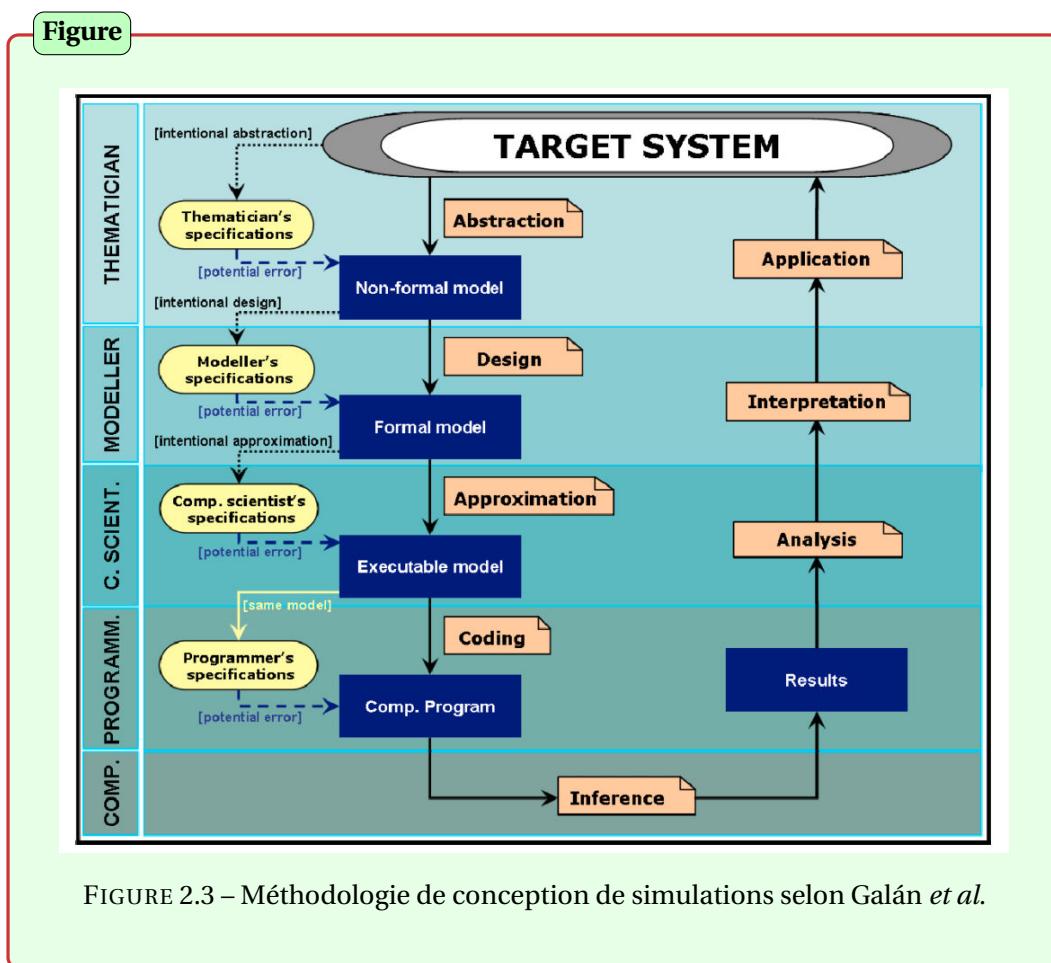 Figure
TARGET SYSTEM
THEMATICIAN
[intentional abstraction]
Thematician's
specifications
[potential error]
Abstraction
Non-formal model
Application
[intentional design]
MODELLER
Modeller's
specifications
[potential error]
Design
Formal model
Interpretation
[intentional approximation]
C. SCIENT.
Comp. scientist's
specifications
[potential error]
Approximation
Executable model
Analysis
[same model]
PROGRAMM.
Programmer's
specifications
[potential error]
Coding
Comp. Program
Results
COMP.
Inference
FIGURE 2.3 – Méthodologie de conception de simulations selon Galán et al.